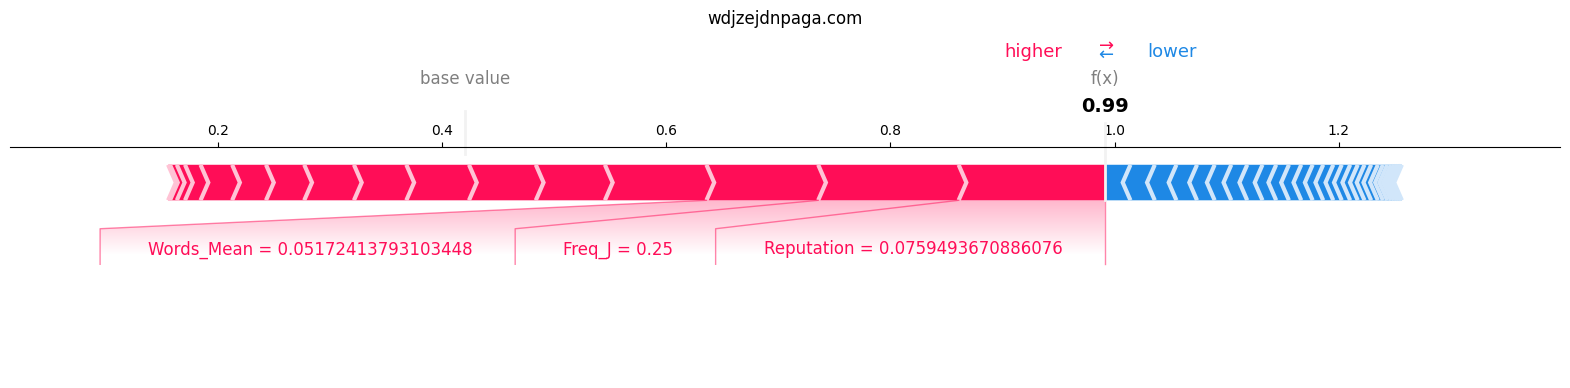 wdjzejdnpaga.com
higher → ← lower
base value f(x)
0.99
0.2 0.4 0.6 0.8 1.0 1.2
Words_Mean = 0.05172413793103448 Freq_J = 0.25 Reputation = 0.0759493670886076